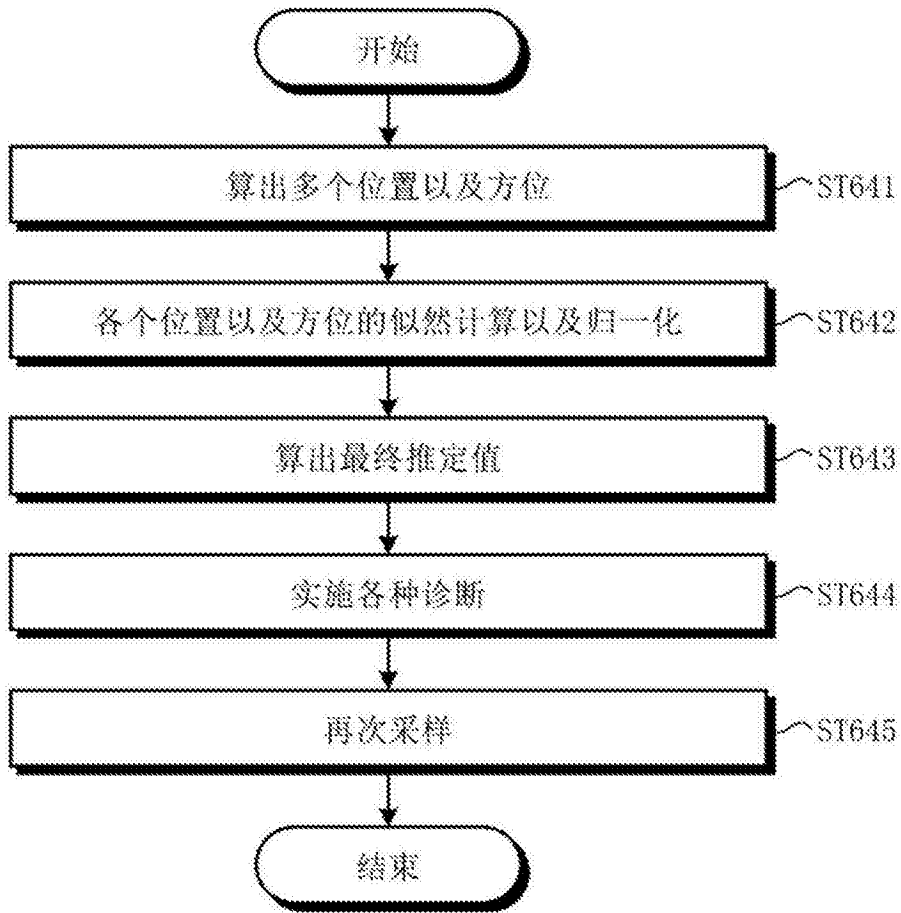 开始
算出多个位置以及方位
ST641
各个位置以及方位的似然计算以及归一化
ST642
算出最终推定值
ST643
实施各种诊断
ST644
再次采样
ST645
结束